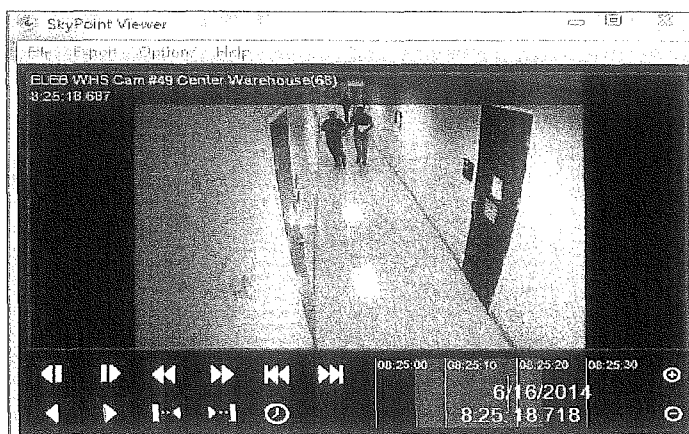 SkyPoint Viewer
File Export Options Help
ELEB WHS Cam #49 Center Warehouse(68)
8:25:18.687
08:25:00 08:25:10 08:25:20 08:25:30
6/16/2014
8:25:18.718